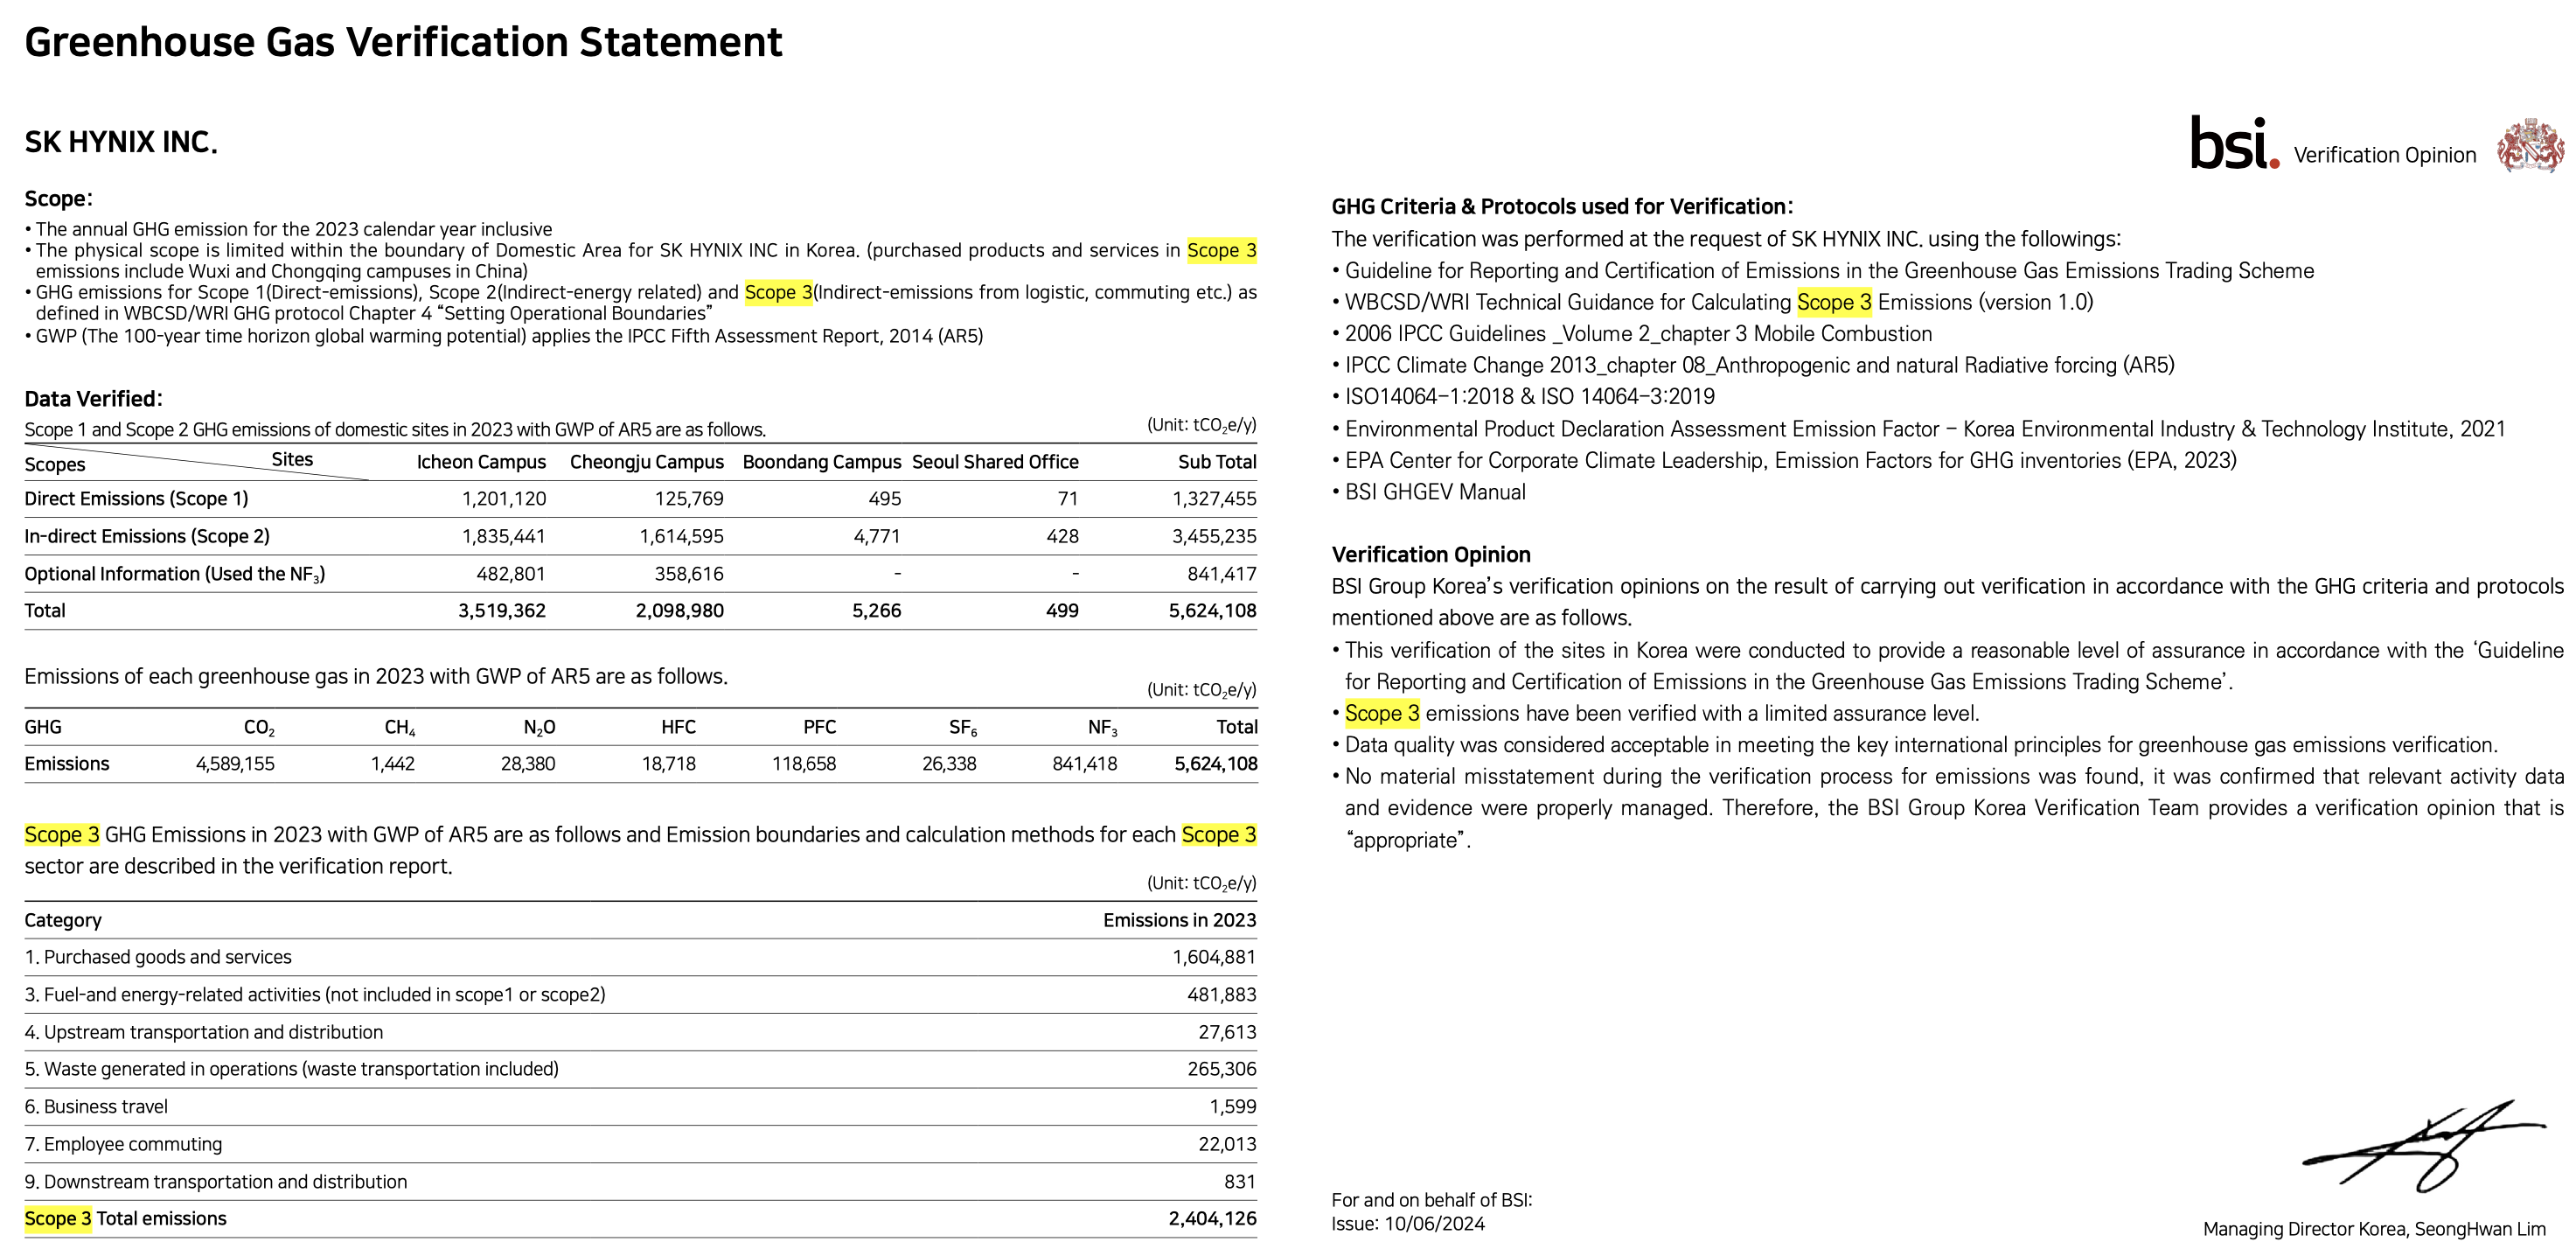 Greenhouse Gas Verification Statement
SK HYNIX INC.
Scope:
• The annual GHG emission for the 2023 calendar year inclusive
• The physical scope is limited within the boundary of Domestic Area for SK HYNIX INC in Korea. (purchased products and services in Scope 3
emissions include Wuxi and Chongqing campuses in China)
• GHG emissions for Scope 1(Direct-emissions), Scope 2(Indirect-energy related) and Scope 3(Indirect-emissions from logistic, commuting etc.) as
defined in WBCSD/WRI GHG protocol Chapter 4 “Setting Operational Boundaries”
• GWP (The 100-year time horizon global warming potential) applies the IPCC Fifth Assessment Report, 2014 (AR5)
Data Verified:
Scope 1 and Scope 2 GHG emissions of domestic sites in 2023 with GWP of AR5 are as follows. (Unit: tCO₂e/y)
Scopes Sites Icheon Campus Cheongju Campus Boondang Campus Seoul Shared Office Sub Total
Direct Emissions (Scope 1) 1,201,120 125,769 495 71 1,327,455
In-direct Emissions (Scope 2) 1,835,441 1,614,595 4,771 428 3,455,235
Optional Information (Used the NF₃) 482,801 358,616 - - 841,417
Total 3,519,362 2,098,980 5,266 499 5,624,108
Emissions of each greenhouse gas in 2023 with GWP of AR5 are as follows. (Unit: tCO₂e/y)
GHG CO₂ CH₄ N₂O HFC PFC SF₆ NF₃ Total
Emissions 4,589,155 1,442 28,380 18,718 118,658 26,338 841,418 5,624,108
Scope 3 GHG Emissions in 2023 with GWP of AR5 are as follows and Emission boundaries and calculation methods for each Scope 3
sector are described in the verification report.
(Unit: tCO₂e/y)
Category Emissions in 2023
1. Purchased goods and services 1,604,881
3. Fuel-and energy-related activities (not included in scope1 or scope2) 481,883
4. Upstream transportation and distribution 27,613
5. Waste generated in operations (waste transportation included) 265,306
6. Business travel 1,599
7. Employee commuting 22,013
9. Downstream transportation and distribution 831
Scope 3 Total emissions 2,404,126
bsi. Verification Opinion
GHG Criteria & Protocols used for Verification:
The verification was performed at the request of SK HYNIX INC. using the followings:
• Guideline for Reporting and Certification of Emissions in the Greenhouse Gas Emissions Trading Scheme
• WBCSD/WRI Technical Guidance for Calculating Scope 3 Emissions (version 1.0)
• 2006 IPCC Guidelines _Volume 2_chapter 3 Mobile Combustion
• IPCC Climate Change 2013_chapter 08_Anthropogenic and natural Radiative forcing (AR5)
• ISO14064-1:2018 & ISO 14064-3:2019
• Environmental Product Declaration Assessment Emission Factor - Korea Environmental Industry & Technology Institute, 2021
• EPA Center for Corporate Climate Leadership, Emission Factors for GHG inventories (EPA, 2023)
• BSI GHGEV Manual
Verification Opinion
BSI Group Korea’s verification opinions on the result of carrying out verification in accordance with the GHG criteria and protocols
mentioned above are as follows.
• This verification of the sites in Korea were conducted to provide a reasonable level of assurance in accordance with the ‘Guideline
for Reporting and Certification of Emissions in the Greenhouse Gas Emissions Trading Scheme’.
• Scope 3 emissions have been verified with a limited assurance level.
• Data quality was considered acceptable in meeting the key international principles for greenhouse gas emissions verification.
• No material misstatement during the verification process for emissions was found, it was confirmed that relevant activity data
and evidence were properly managed. Therefore, the BSI Group Korea Verification Team provides a verification opinion that is
“appropriate”.
For and on behalf of BSI:
Issue: 10/06/2024
Managing Director Korea, SeongHwan Lim